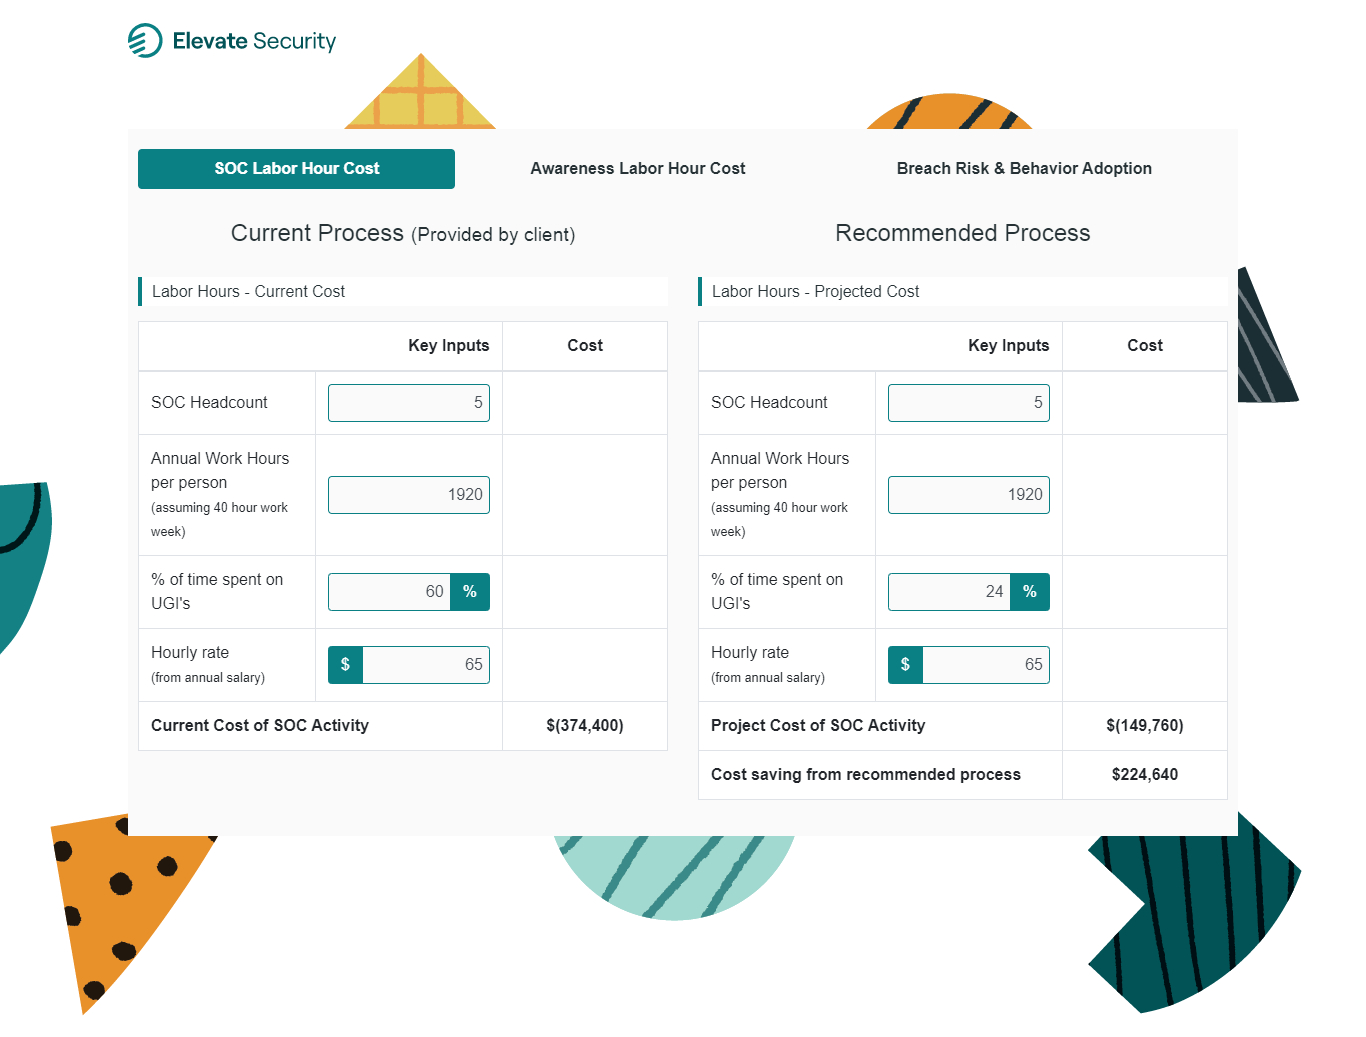 Elevate Security
SOC Labor Hour Cost
Awareness Labor Hour Cost
Breach Risk & Behavior Adoption
Current Process (Provided by client)
Labor Hours - Current Cost
Key Inputs
Cost
SOC Headcount
5
Annual Work Hours
per person
(assuming 40 hour work
week)
1920
% of time spent on
UGI's
60 %
Hourly rate
(from annual salary)
$ 65
Current Cost of SOC Activity
$(374,400)
Recommended Process
Labor Hours - Projected Cost
Key Inputs
Cost
SOC Headcount
5
Annual Work Hours
per person
(assuming 40 hour work
week)
1920
% of time spent on
UGI's
24 %
Hourly rate
(from annual salary)
$ 65
Project Cost of SOC Activity
$(149,760)
Cost saving from recommended process
$224,640